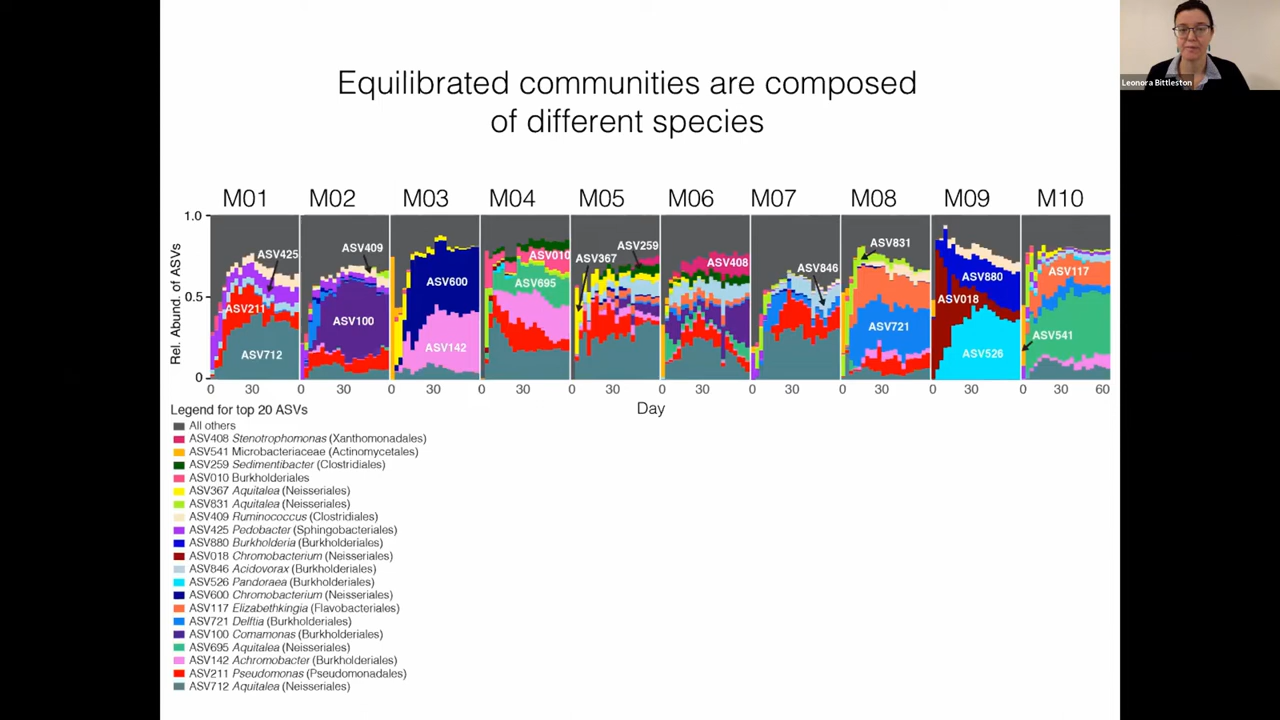 Leonora Bittleston
Equilibrated communities are composed
of different species
M01 M02 M03 M04 M05 M06 M07 M08 M09 M10
Rel. Abund. of ASVs
1.0
0.5
0
ASV425
ASV211
ASV712
ASV409
ASV100
ASV600
ASV142
ASV010
ASV695
ASV367
ASV259
ASV408
ASV846
ASV831
ASV721
ASV880
ASV018
ASV526
ASV117
ASV541
0 30 0 30 0 30 0 30 0 30 0 30 0 30 0 30 0 30 0 30 60
Day
Legend for top 20 ASVs
All others
ASV408 Stenotrophomonas (Xanthomonadales)
ASV541 Microbacteriaceae (Actinomycetales)
ASV259 Sedimentibacter (Clostridiales)
ASV010 Burkholderiales
ASV367 Aquitalea (Neisseriales)
ASV831 Aquitalea (Neisseriales)
ASV409 Ruminococcus (Clostridiales)
ASV425 Pedobacter (Sphingobacteriales)
ASV880 Burkholderia (Burkholderiales)
ASV018 Chromobacterium (Neisseriales)
ASV846 Acidovorax (Burkholderiales)
ASV526 Pandoraea (Burkholderiales)
ASV600 Chromobacterium (Neisseriales)
ASV117 Elizabethkingia (Flavobacteriales)
ASV721 Delftia (Burkholderiales)
ASV100 Comamonas (Burkholderiales)
ASV695 Aquitalea (Neisseriales)
ASV142 Achromobacter (Burkholderiales)
ASV211 Pseudomonas (Pseudomonadales)
ASV712 Aquitalea (Neisseriales)